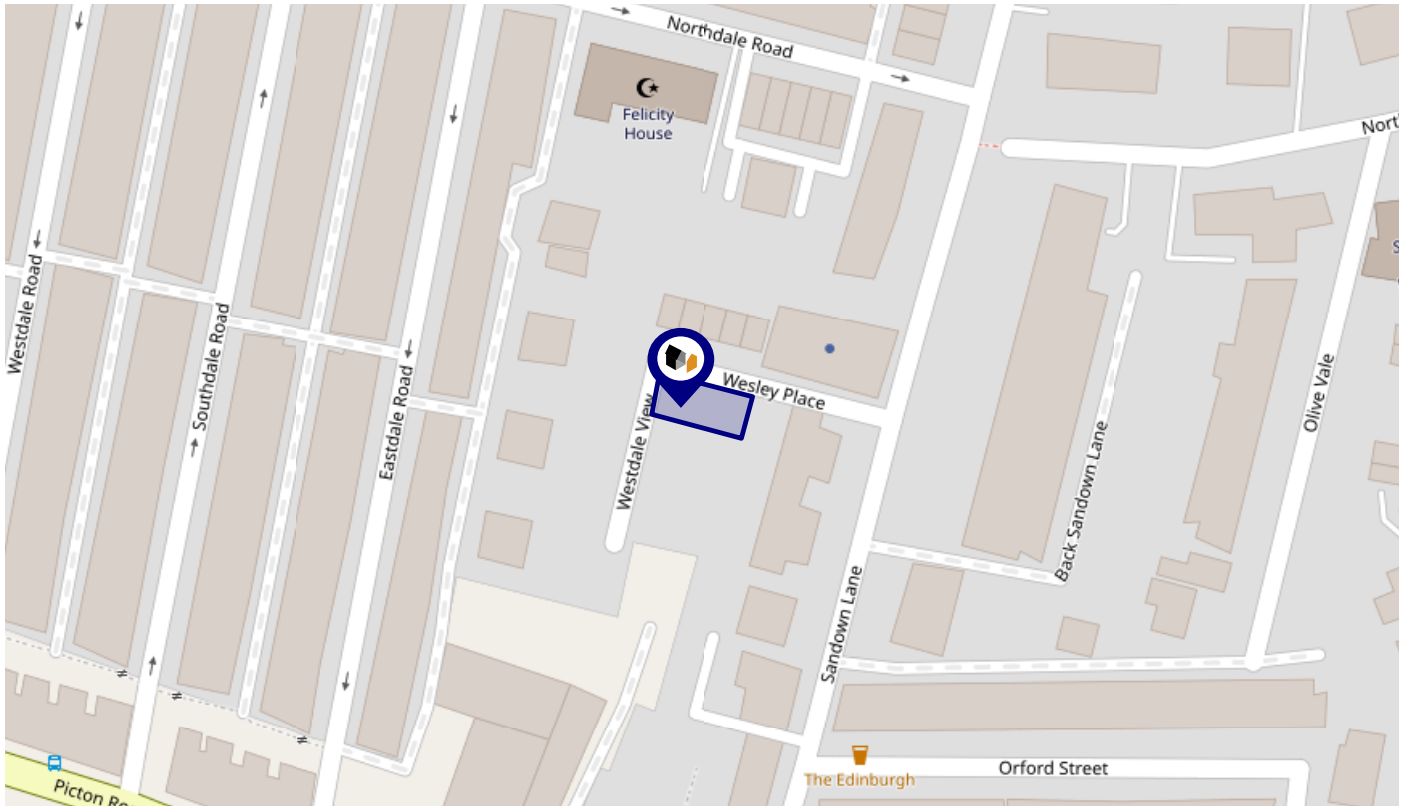 Northdale Road
Felicity
House
Westdale Road
Southdale Road
Eastdale Road
Wesley Place
Westdale View
Olive Vale
Back Sandown Lane
Sandown Lane
The Edinburgh
Orford Street
Picton